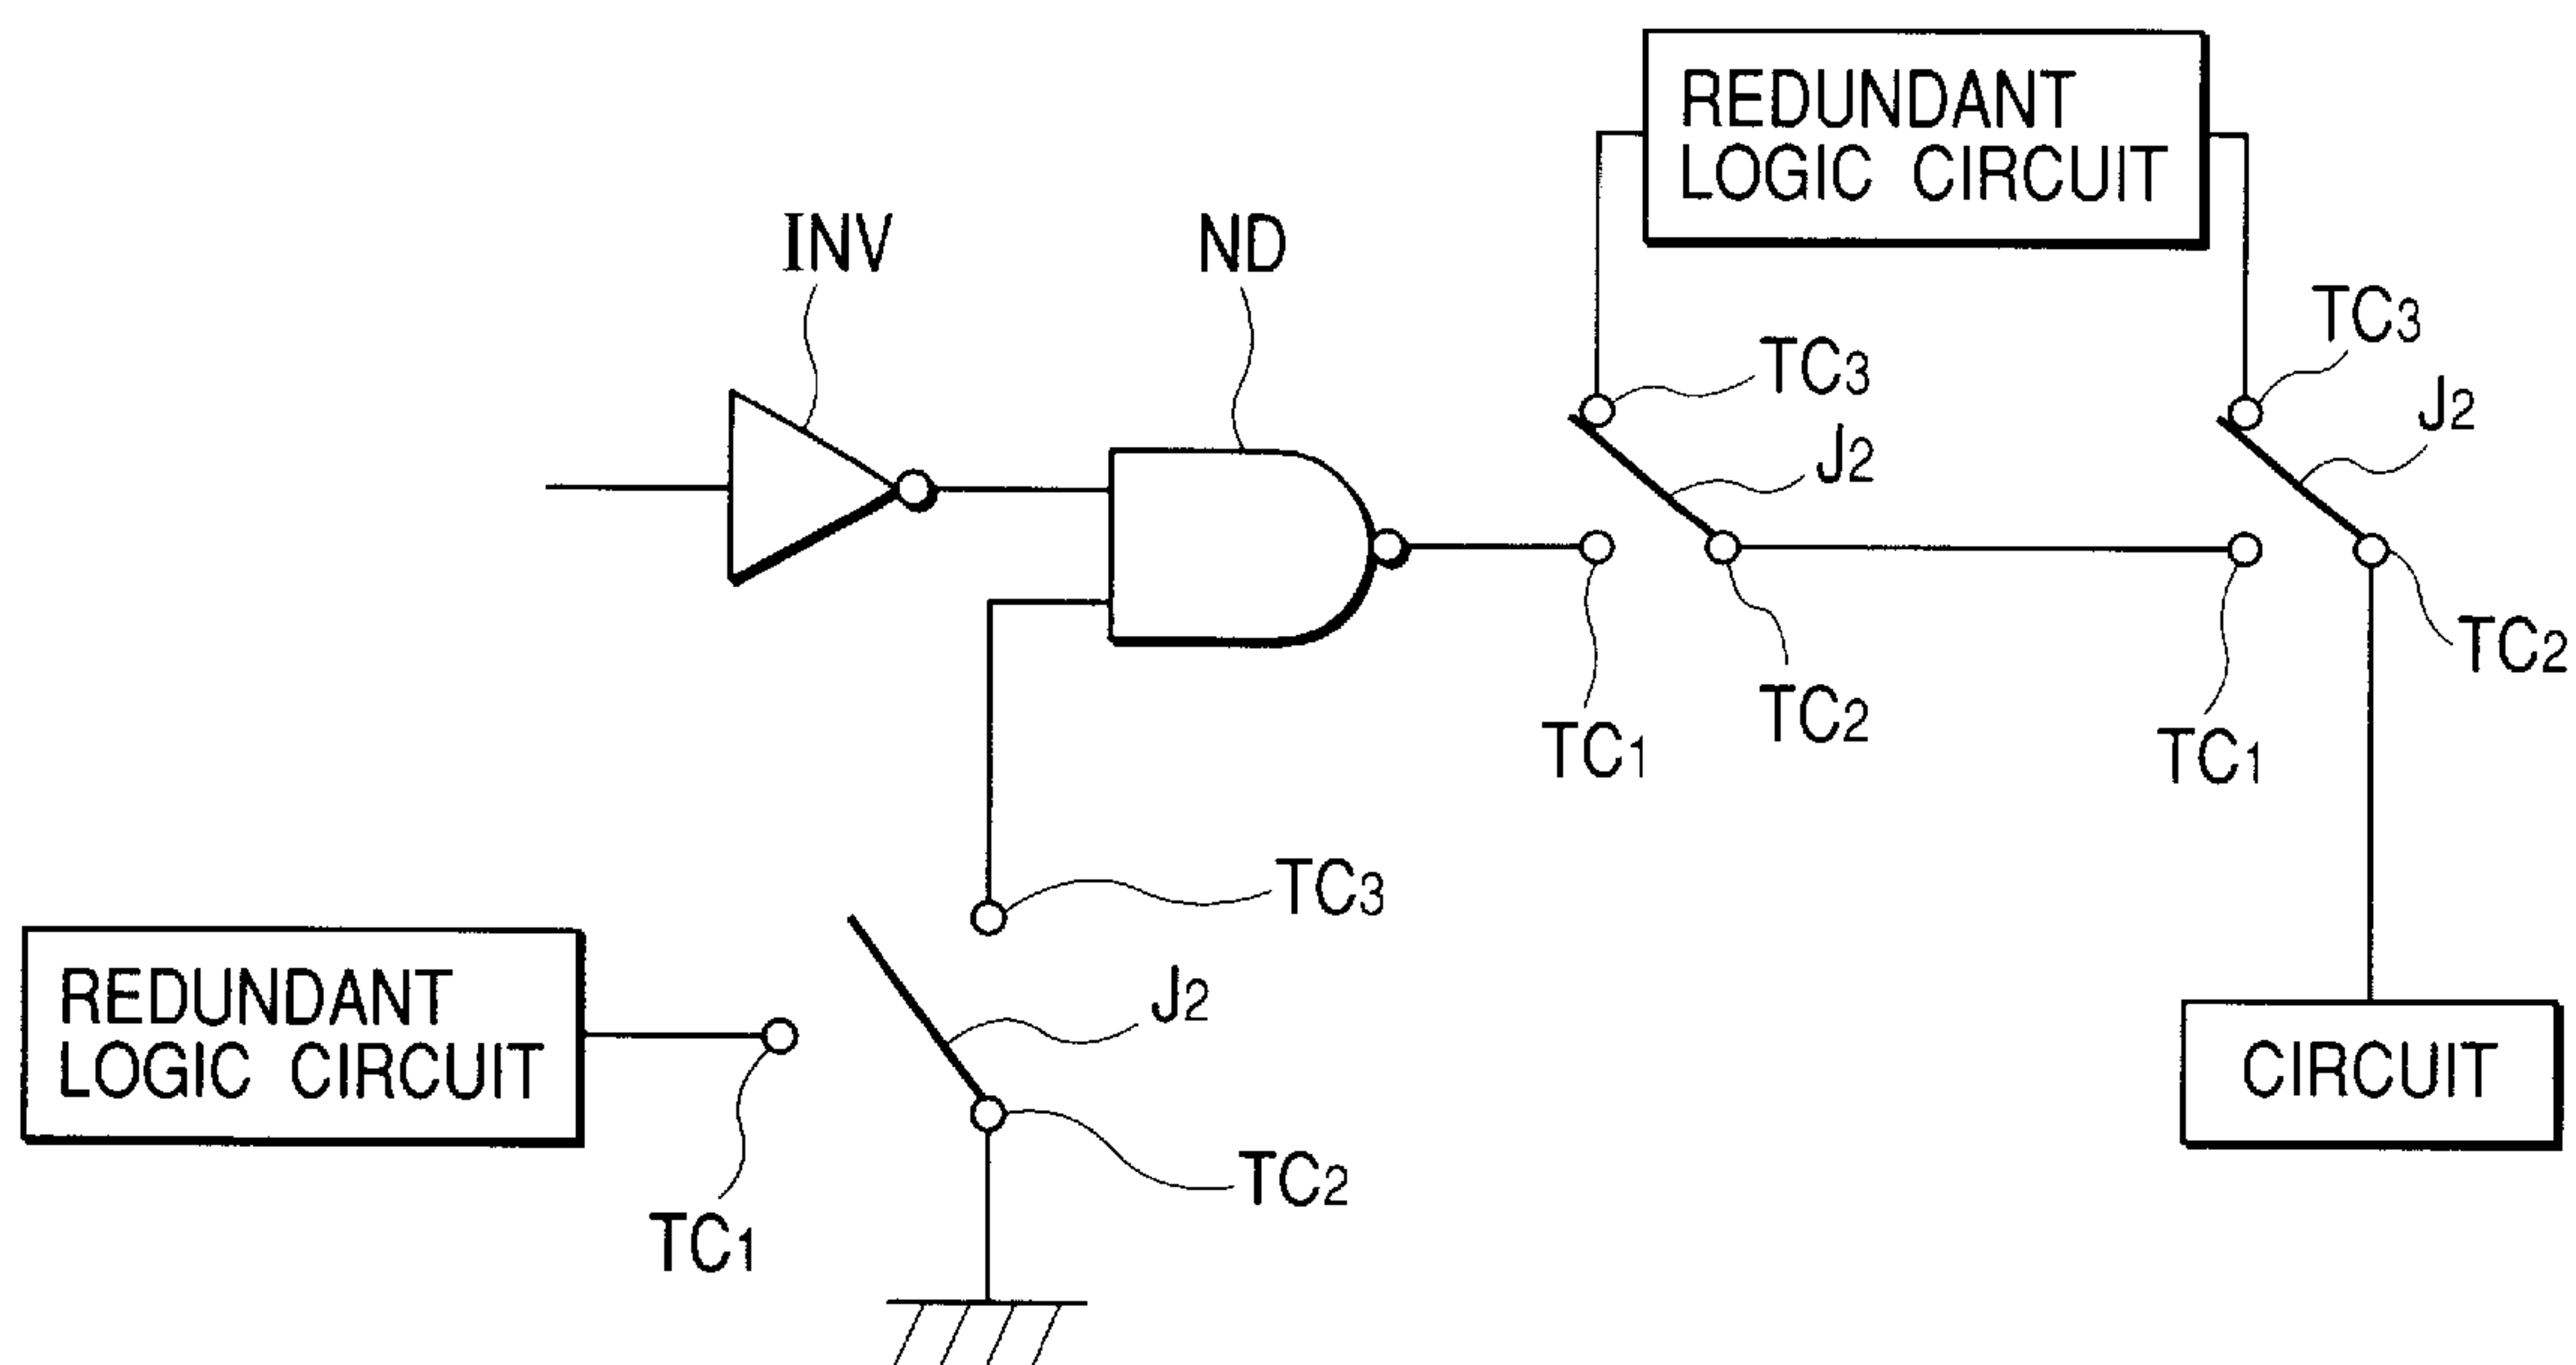 REDUNDANT
LOGIC CIRCUIT
INV
ND
TC3
TC3
J2
J2
TC2
TC2
TC1
TC1
TC3
REDUNDANT
LOGIC CIRCUIT
J2
CIRCUIT
TC2
TC1